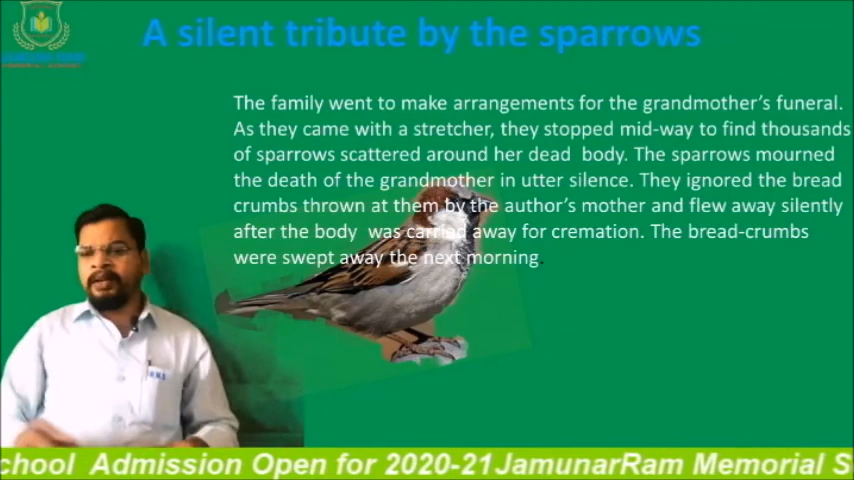 A silent tribute by the sparrows
The family went to make arrangements for the grandmother's funeral.
As they came with a stretcher, they stopped mid-way to find thousands
of sparrows scattered around her dead body. The sparrows mourned
the death of the grandmother in utter silence. They ignored the bread
crumbs thrown at them by the author's mother and flew away silently
after the body was carried away for cremation. The bread-crumbs
were swept away the next morning.
chool Admission Open for 2020-21JamunarRam Memorial S